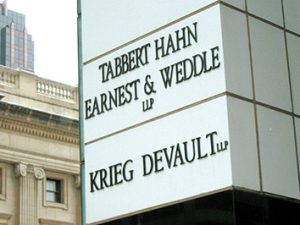 TABBERT HAHN
EARNEST & WEDDLE
LLP
KRIEG DEVAULT LLP